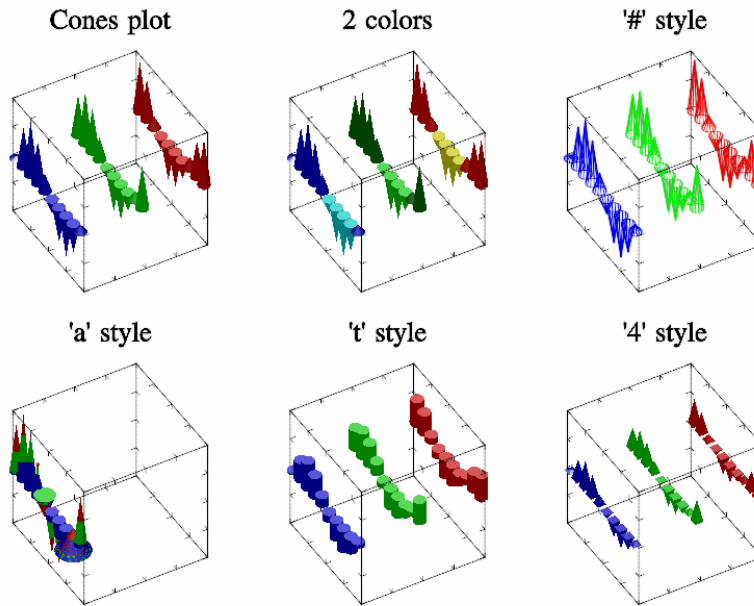 Cones plot
2 colors
'#' style
'a' style
't' style
'4' style